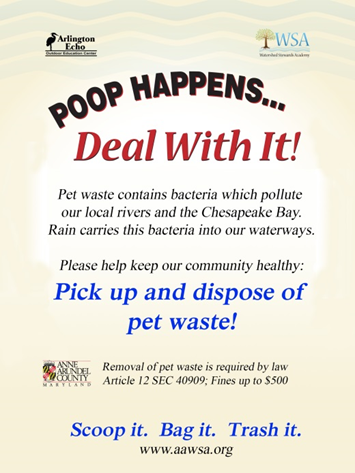 Arlington
Echo
Outdoor Education Center
WSA
Watershed Stewards Academy
POOP HAPPENS...
Deal With It!
Pet waste contains bacteria which pollute
our local rivers and the Chesapeake Bay.
Rain carries this bacteria into our waterways.
Please help keep our community healthy:
Pick up and dispose of
pet waste!
ANNE
ARUNDEL
COUNTY
MARYLAND
Removal of pet waste is required by law
Article 12 SEC 40909; Fines up to $500
Scoop it. Bag it. Trash it.
www.aawsa.org